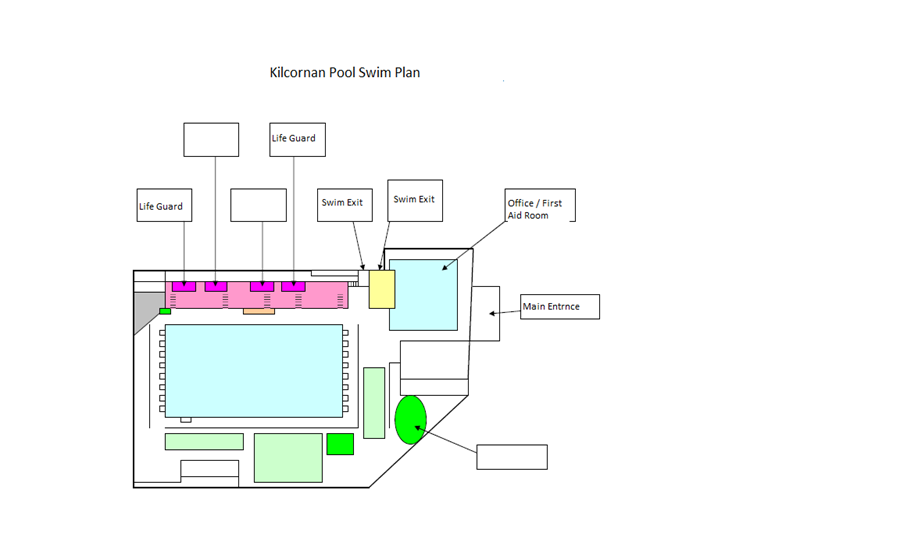 Kilcornan Pool Swim Plan
Life Guard
Life Guard
Swim Exit
Swim Exit
Office / First
Aid Room
Main Entrnce